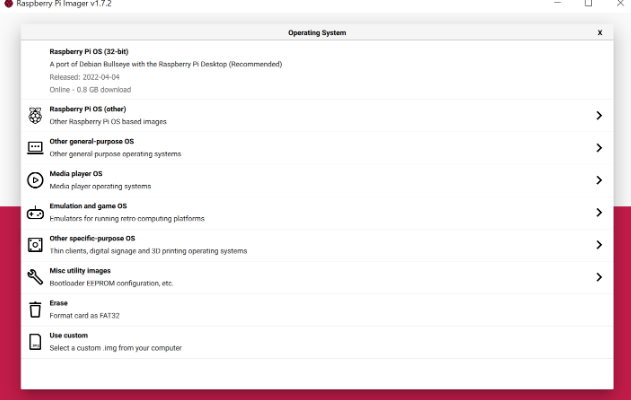 Raspberry Pi Imager v1.7.2
Operating System
X
Raspberry Pi OS (32-bit)
A port of Debian Bullseye with the Raspberry Pi Desktop (Recommended)
Released: 2022-04-04
Online - 0.8 GB download
Raspberry Pi OS (other)
Other Raspberry Pi OS based images
Other general-purpose OS
Other general-purpose operating systems
Media player OS
Media player operating systems
Emulation and game OS
Emulators for running retro-computing platforms
Other specific-purpose OS
Thin clients, digital signage and 3D printing operating systems
Misc utility images
Bootloader EEPROM configuration, etc.
Erase
Format card as FAT32
Use custom
Select a custom .img from your computer